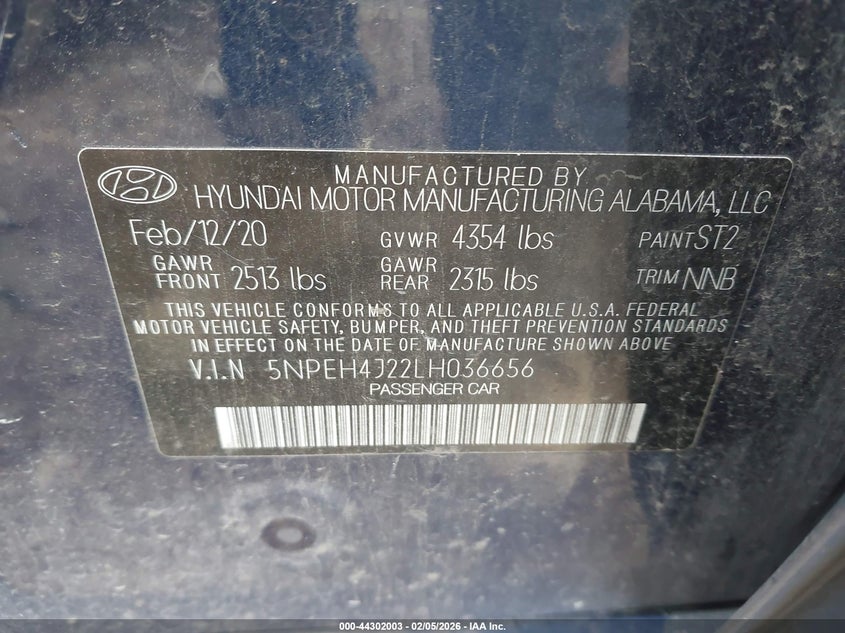 MANUFACTURED BY
HYUNDAI MOTOR MANUFACTURING ALABAMA, LLC
Feb/12/20 GVWR 4354 lbs PAINT ST2
GAWR FRONT 2513 lbs GAWR REAR 2315 lbs TRIM NNB
THIS VEHICLE CONFORMS TO ALL APPLICABLE U.S.A. FEDERAL
MOTOR VEHICLE SAFETY, BUMPER, AND THEFT PREVENTION STANDARDS
IN EFFECT ON THE DATE OF MANUFACTURE SHOWN ABOVE.
V.I.N 5NPEH4J22LH036656
PASSENGER CAR
000-44302003 - 02/05/2026 - IAA Inc.